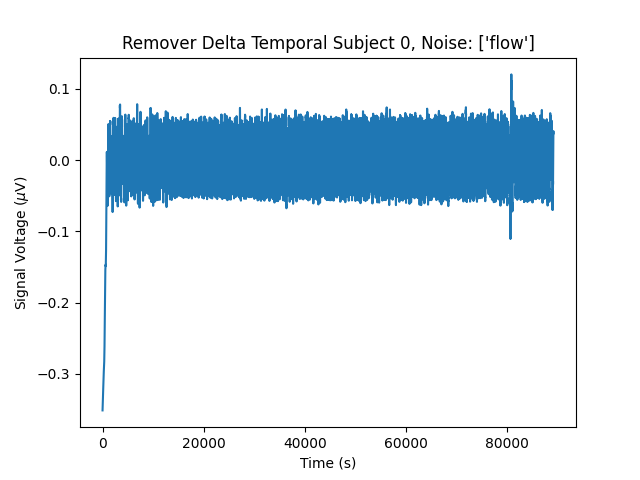 Remover Delta Temporal Subject 0, Noise: ['flow']
0.1
0.0
−0.1
−0.2
−0.3
Signal Voltage (μV)
0 20000 40000 60000 80000
Time (s)